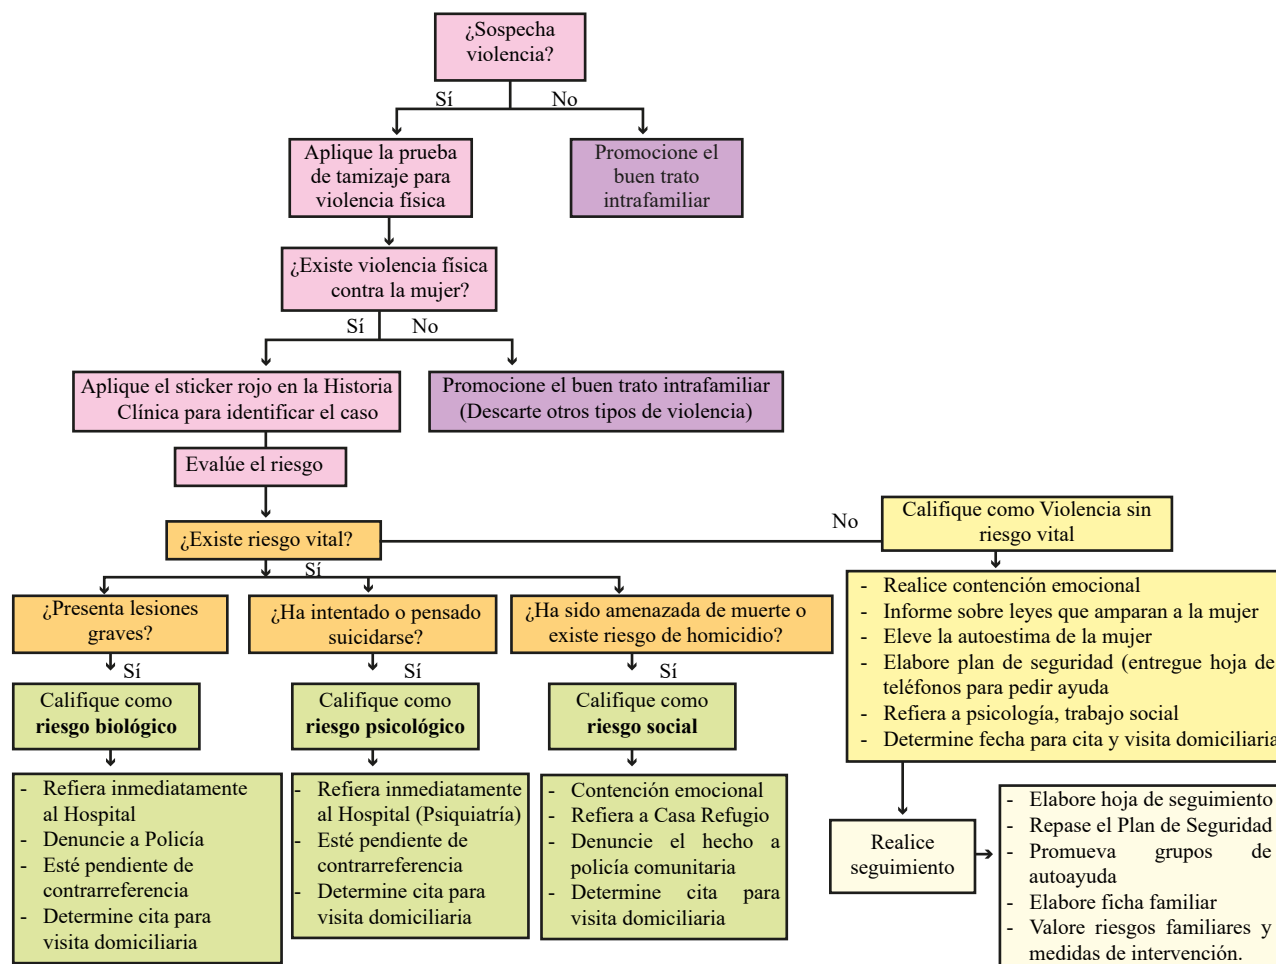 ¿Sospecha
violencia?
Sí
No
Aplique la prueba
de tamizaje para
violencia física
Promocione el
buen trato
intrafamiliar
¿Existe violencia física
contra la mujer?
Sí
No
Aplique el sticker rojo en la Historia
Clínica para identificar el caso
Promocione el buen trato intrafamiliar
(Descarte otros tipos de violencia)
Evalúe el riesgo
¿Existe riesgo vital?
No
Califique como Violencia sin
riesgo vital
Sí
- Realice contención emocional
- Informe sobre leyes que amparan a la mujer
- Eleve la autoestima de la mujer
- Elabore plan de seguridad (entregue hoja de
teléfonos para pedir ayuda
- Refiera a psicología, trabajo social
- Determine fecha para cita y visita domiciliaria
¿Presenta lesiones
graves?
¿Ha intentado o pensado
suicidarse?
¿Ha sido amenazada de muerte o
existe riesgo de homicidio?
Sí
Sí
Sí
Califique como
riesgo biológico
Califique como
riesgo psicológico
Califique como
riesgo social
- Refiera inmediatamente
al Hospital
- Denuncie a Policía
- Esté pendiente de
contrarreferencia
- Determine cita para
visita domiciliaria
- Refiera inmediatamente
al Hospital (Psiquiatría)
- Esté pendiente de
contrarreferencia
- Determine cita para
visita domiciliaria
- Contención emocional
- Refiera a Casa Refugio
- Denuncie el hecho a
policía comunitaria
- Determine cita para
visita domiciliaria
Realice
seguimiento
- Elabore hoja de seguimiento
- Repase el Plan de Seguridad
- Promueva grupos de
autoayuda
- Elabore ficha familiar
- Valore riesgos familiares y
medidas de intervención.